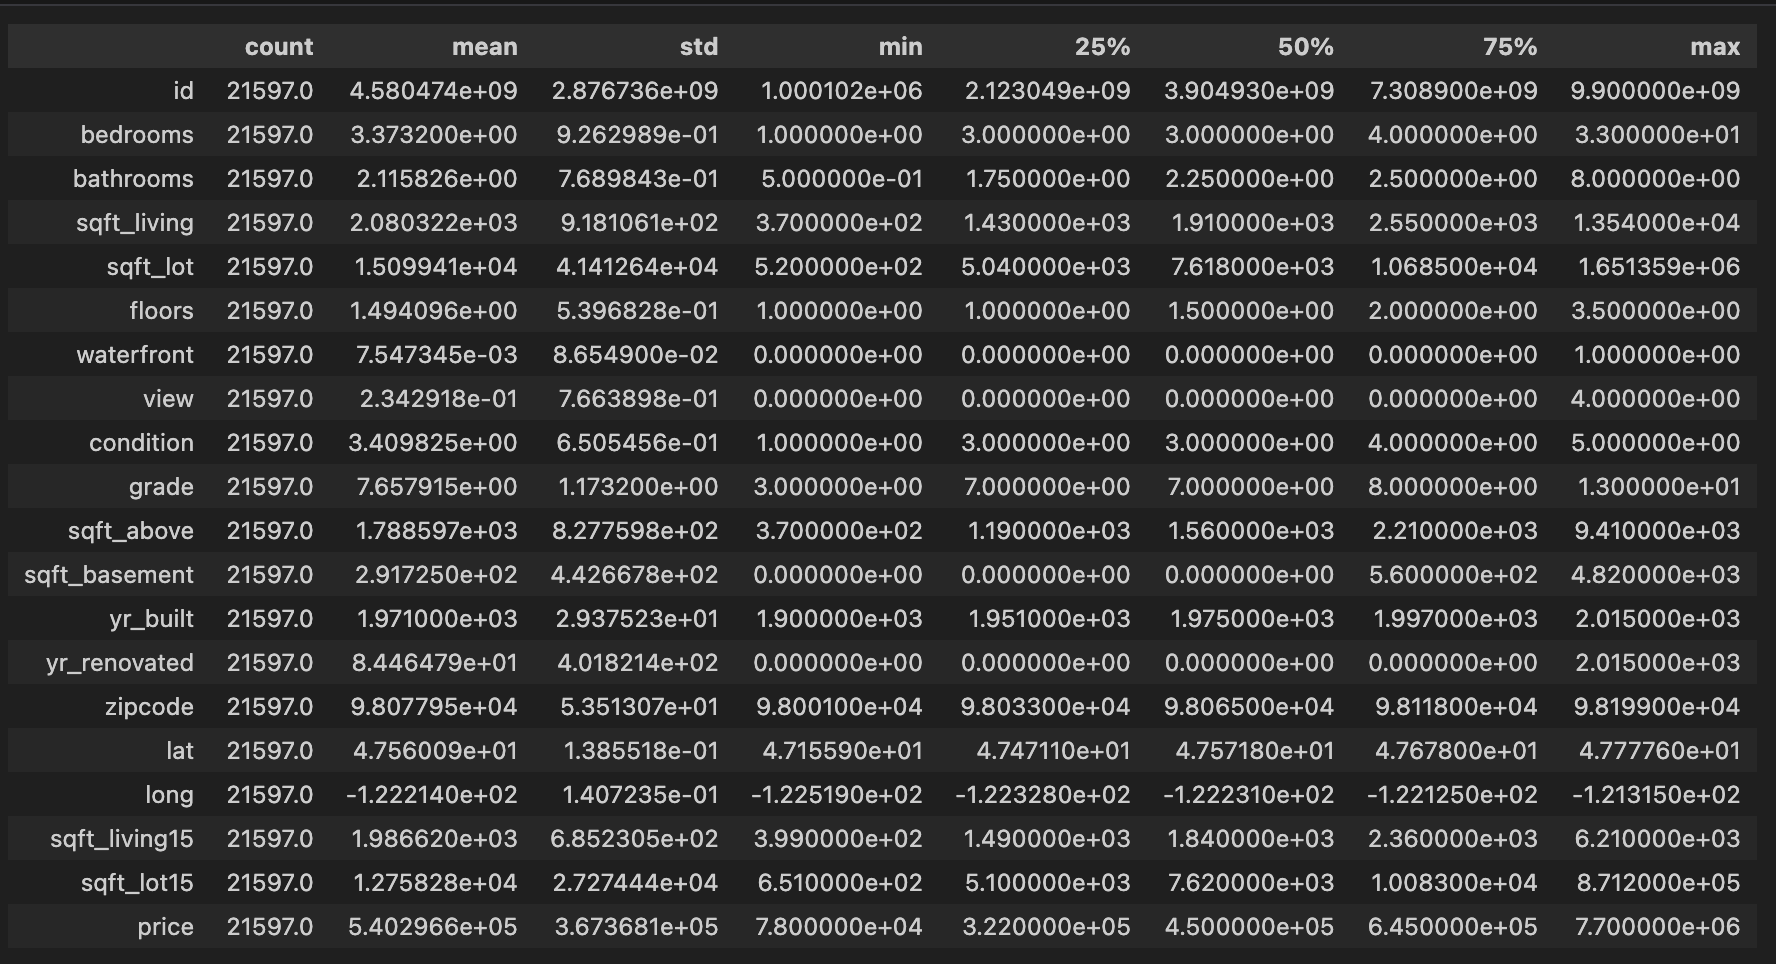 count mean std min 25% 50% 75% max
id 21597.0 4.580474e+09 2.876736e+09 1.000102e+06 2.123049e+09 3.904930e+09 7.308900e+09 9.900000e+09
bedrooms 21597.0 3.373200e+00 9.262989e-01 1.000000e+00 3.000000e+00 3.000000e+00 4.000000e+00 3.300000e+01
bathrooms 21597.0 2.115826e+00 7.689843e-01 5.000000e-01 1.750000e+00 2.250000e+00 2.500000e+00 8.000000e+00
sqft_living 21597.0 2.080322e+03 9.181061e+02 3.700000e+02 1.430000e+03 1.910000e+03 2.550000e+03 1.354000e+04
sqft_lot 21597.0 1.509941e+04 4.141264e+04 5.200000e+02 5.040000e+03 7.618000e+03 1.068500e+04 1.651359e+06
floors 21597.0 1.494096e+00 5.396828e-01 1.000000e+00 1.000000e+00 1.500000e+00 2.000000e+00 3.500000e+00
waterfront 21597.0 7.547345e-03 8.654900e-02 0.000000e+00 0.000000e+00 0.000000e+00 0.000000e+00 1.000000e+00
view 21597.0 2.342918e-01 7.663898e-01 0.000000e+00 0.000000e+00 0.000000e+00 0.000000e+00 4.000000e+00
condition 21597.0 3.409825e+00 6.505456e-01 1.000000e+00 3.000000e+00 3.000000e+00 4.000000e+00 5.000000e+00
grade 21597.0 7.657915e+00 1.173200e+00 3.000000e+00 7.000000e+00 7.000000e+00 8.000000e+00 1.300000e+01
sqft_above 21597.0 1.788597e+03 8.277598e+02 3.700000e+02 1.190000e+03 1.560000e+03 2.210000e+03 9.410000e+03
sqft_basement 21597.0 2.917250e+02 4.426678e+02 0.000000e+00 0.000000e+00 0.000000e+00 5.600000e+02 4.820000e+03
yr_built 21597.0 1.971000e+03 2.937523e+01 1.900000e+03 1.951000e+03 1.975000e+03 1.997000e+03 2.015000e+03
yr_renovated 21597.0 8.446479e+01 4.018214e+02 0.000000e+00 0.000000e+00 0.000000e+00 0.000000e+00 2.015000e+03
zipcode 21597.0 9.807795e+04 5.351307e+01 9.800100e+04 9.803300e+04 9.806500e+04 9.811800e+04 9.819900e+04
lat 21597.0 4.756009e+01 1.385518e-01 4.715590e+01 4.747110e+01 4.757180e+01 4.767800e+01 4.777760e+01
long 21597.0 -1.222140e+02 1.407235e-01 -1.225190e+02 -1.223280e+02 -1.222310e+02 -1.221250e+02 -1.213150e+02
sqft_living15 21597.0 1.986620e+03 6.852305e+02 3.990000e+02 1.490000e+03 1.840000e+03 2.360000e+03 6.210000e+03
sqft_lot15 21597.0 1.275828e+04 2.727444e+04 6.510000e+02 5.100000e+03 7.620000e+03 1.008300e+04 8.712000e+05
price 21597.0 5.402966e+05 3.673681e+05 7.800000e+04 3.220000e+05 4.500000e+05 6.450000e+05 7.700000e+06